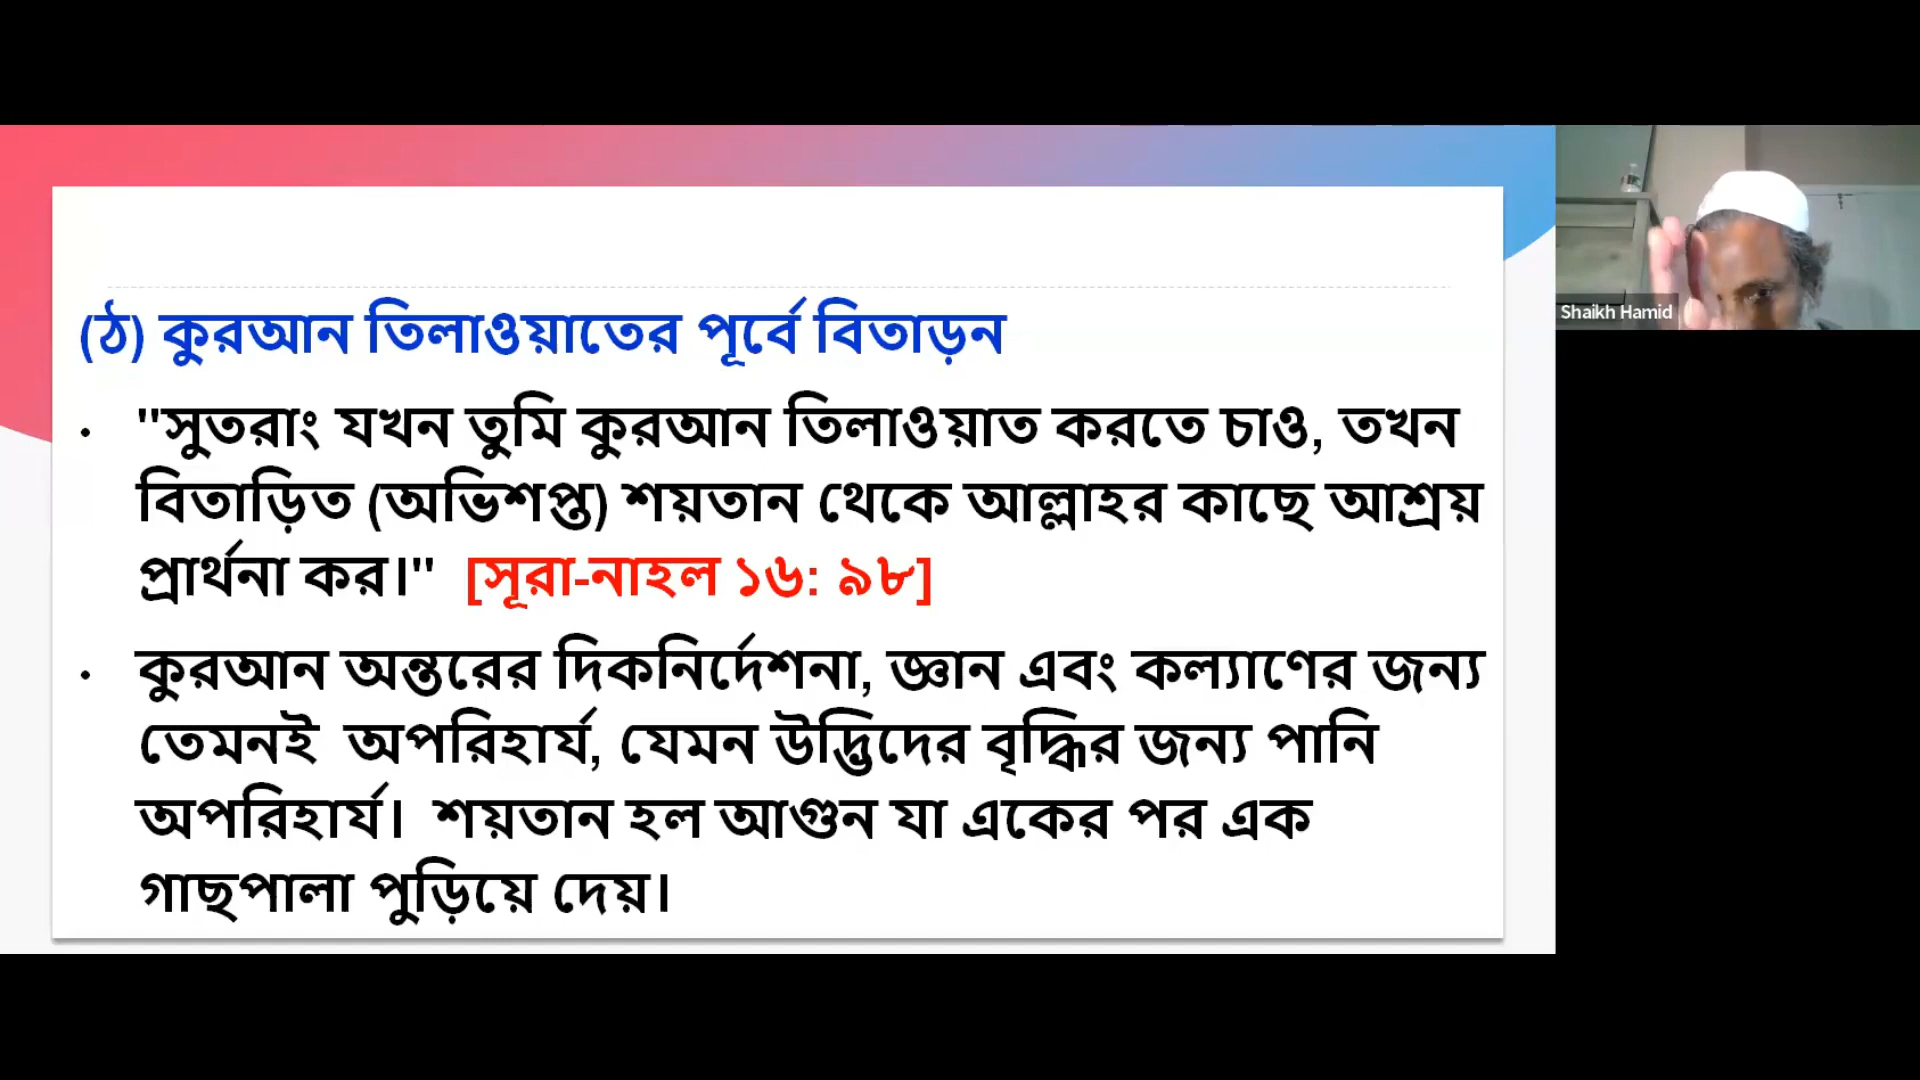 (ঠ) কুরআন তিলাওয়াতের পূর্বে বিতাড়ন
• "সুতরাং যখন তুমি কুরআন তিলাওয়াত করতে চাও, তখন
বিতাড়িত (অভিশপ্ত) শয়তান থেকে আল্লাহর কাছে আশ্রয়
প্রার্থনা কর।" [সূরা-নাহল ১৬: ৯৮]
• কুরআন অন্তরের দিকনির্দেশনা, জ্ঞান এবং কল্যাণের জন্য
তেমনই অপরিহার্য, যেমন উদ্ভিদের বৃদ্ধির জন্য পানি
অপরিহার্য। শয়তান হল আগুন যা একের পর এক
গাছপালা পুড়িয়ে দেয়।
Shaikh Hamid